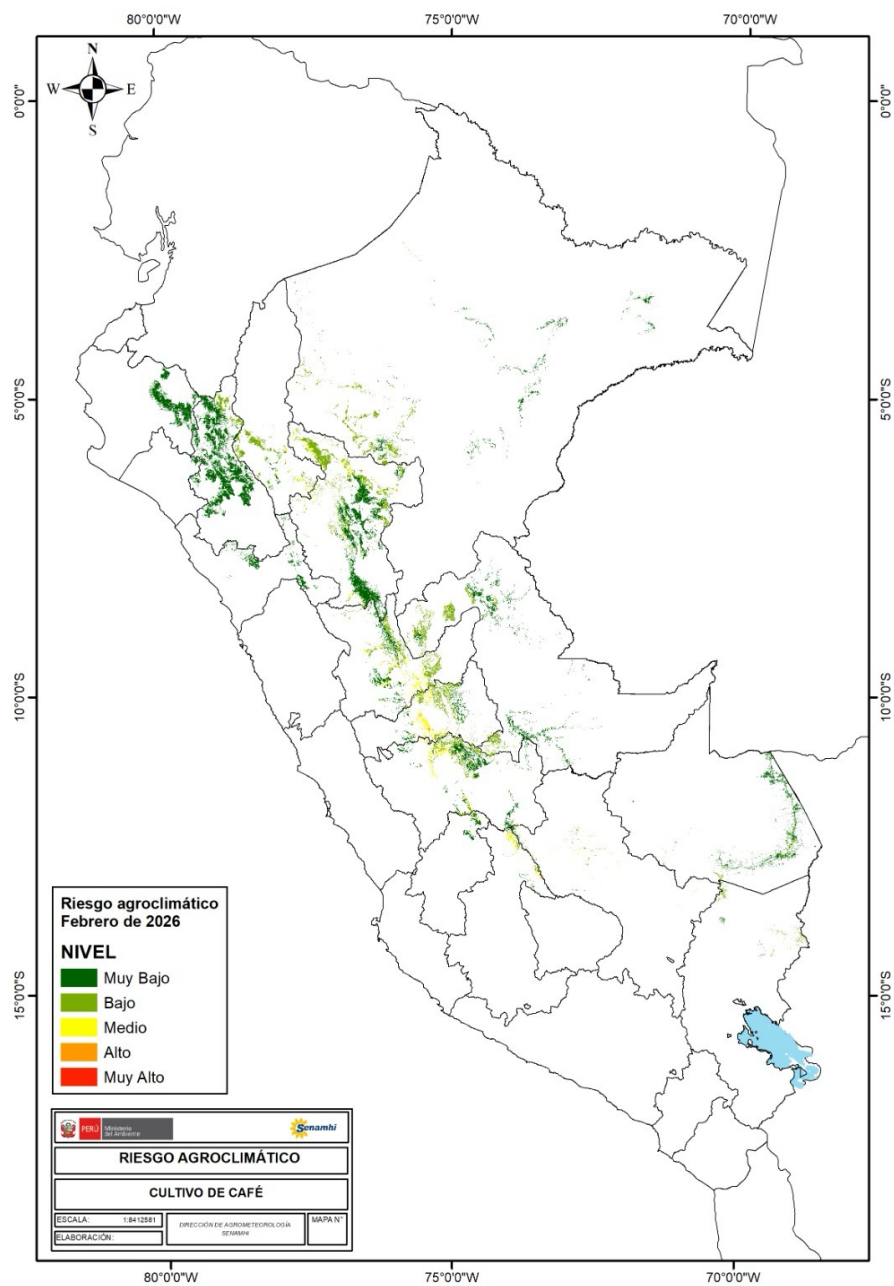 80°0'0"W 75°0'0"W 70°0'0"W
N
W E
S
0°0'0"
0°0'0"
5°0'0"S
5°0'0"S
10°0'0"S
10°0'0"S
15°0'0"S
15°0'0"S
Riesgo agroclimático
Febrero de 2026
NIVEL
Muy Bajo
Bajo
Medio
Alto
Muy Alto
PERÚ Ministerio
del Ambiente
Senamhi
RIESGO AGROCLIMÁTICO
CULTIVO DE CAFÉ
ESCALA: 1:8412581
DIRECCIÓN DE AGROMETEOROLOGÍA
SENAMHI
MAPA N°
ELABORACIÓN:
80°0'0"W 75°0'0"W 70°0'0"W